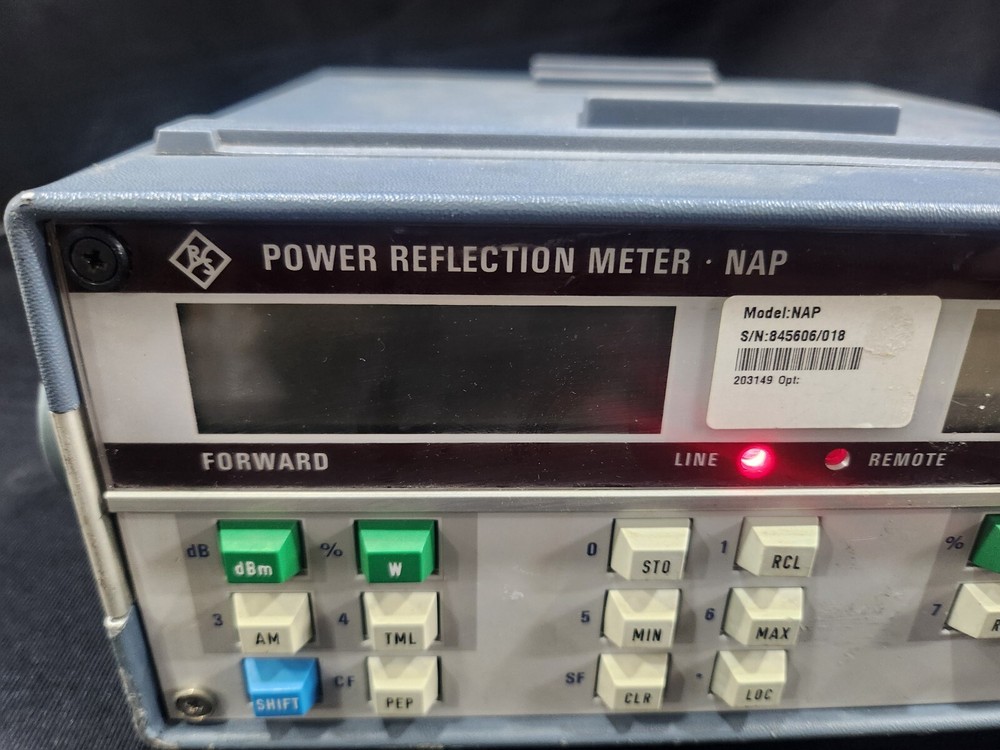 R&S POWER REFLECTION METER · NAP
Model:NAP
S/N:845606/018
203149 Opt:
FORWARD
LINE REMOTE
dB dBm % W 0 STO 1 RCL %
3 AM 4 TML 5 MIN 6 MAX 7
SHIFT CF PEP SF CLR . LOC